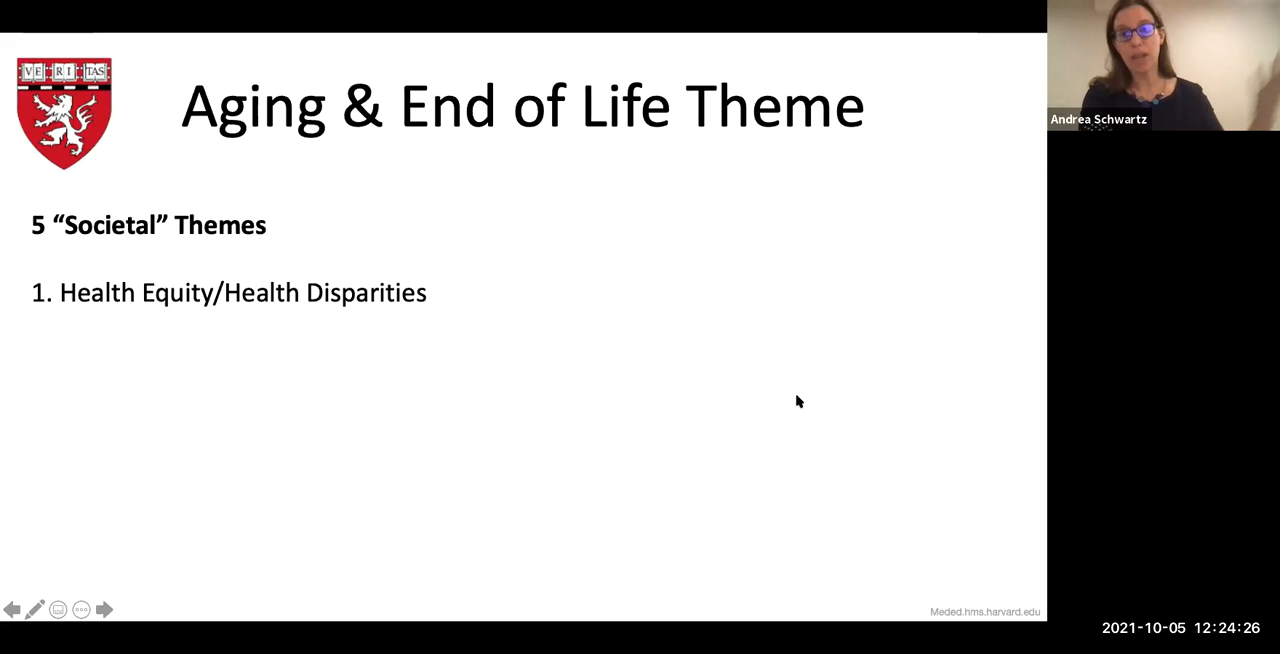 VE RI TAS
Aging & End of Life Theme
Andrea Schwartz
5 “Societal” Themes
1. Health Equity/Health Disparities
Meded.hms.harvard.edu
2021-10-05 12:24:26